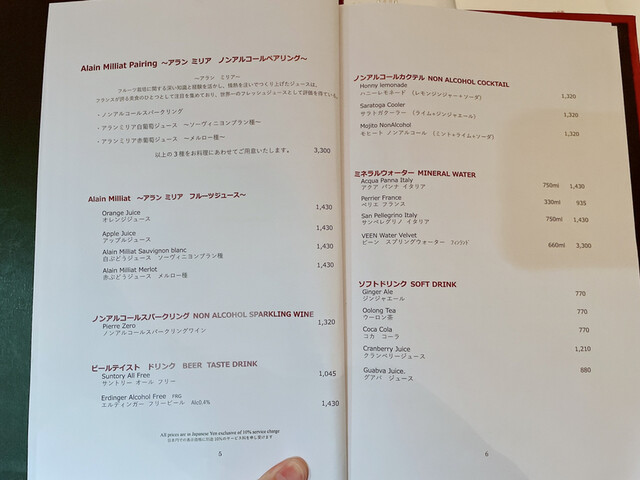 Alain Milliat Pairing ～アラン ミリア ノンアルコールペアリング～
～アラン ミリア～
フルーツ栽培に関する深い知識と経験を活かし、情熱を注いでつくり上げたジュースは、
フランスが誇る美食のひとつとして注目を集めており、世界一のフレッシュジュースとして評価を得ている。
・ノンアルコールスパークリング
・アランミリア白葡萄ジュース ～ソーヴィニヨンブラン種～
・アランミリア赤葡萄ジュース ～メルロー種～
以上の3種をお料理にあわせてご用意いたします。 3,300
Alain Milliat ～アラン ミリア フルーツジュース～
Orange Juice 1,430
オレンジジュース
Apple Juice 1,430
アップルジュース
Alain Milliat Sauvignon blanc 1,430
白ぶどうジュース ソーヴィニヨンブラン種
Alain Milliat Merlot 1,430
赤ぶどうジュース メルロー種
ノンアルコールスパークリング NON ALCOHOL SPARKLING WINE
Pierre Zero 1,320
ノンアルコールスパークリングワイン
ビールテイスト ドリンク BEER TASTE DRINK
Suntory All Free 1,045
サントリー オール フリー
Erdinger Alcohol Free FRG
エルディンガー フリービール Alc0.4% 1,430
All prices are in Japanese Yen exclusive of 10% service charge
5
ノンアルコールカクテル NON ALCOHOL COCKTAIL
Horny lemonade
ハニーレモネード (レモンジンジャー+ソーダ) 1,320
Saratoga Cooler
サラトガクーラー (ライム+ジンジャエール) 1,320
Mojito NonAlcohol
モヒート ノンアルコール (ミント+ライム+ソーダ) 1,320
ミネラルウォーター MINERAL WATER
Acqua Panna Italy
アクア パンナ イタリア 750ml 1,430
Perrier France
ペリエ フランス 330ml 935
San Pellegrino Italy
サンペレグリノ イタリア 750ml 1,430
VEEN Water Velvet
ビーン スプリングウォーター フィンランド 660ml 3,300
ソフトドリンク SOFT DRINK
Ginger Ale 770
ジンジャエール
Oolong Tea 770
ウーロン茶
Coca Cola 770
コカ コーラ
Cranberry Juice 1,210
クランベリージュース
Guabva Juice. 880
グアバ ジュース
6